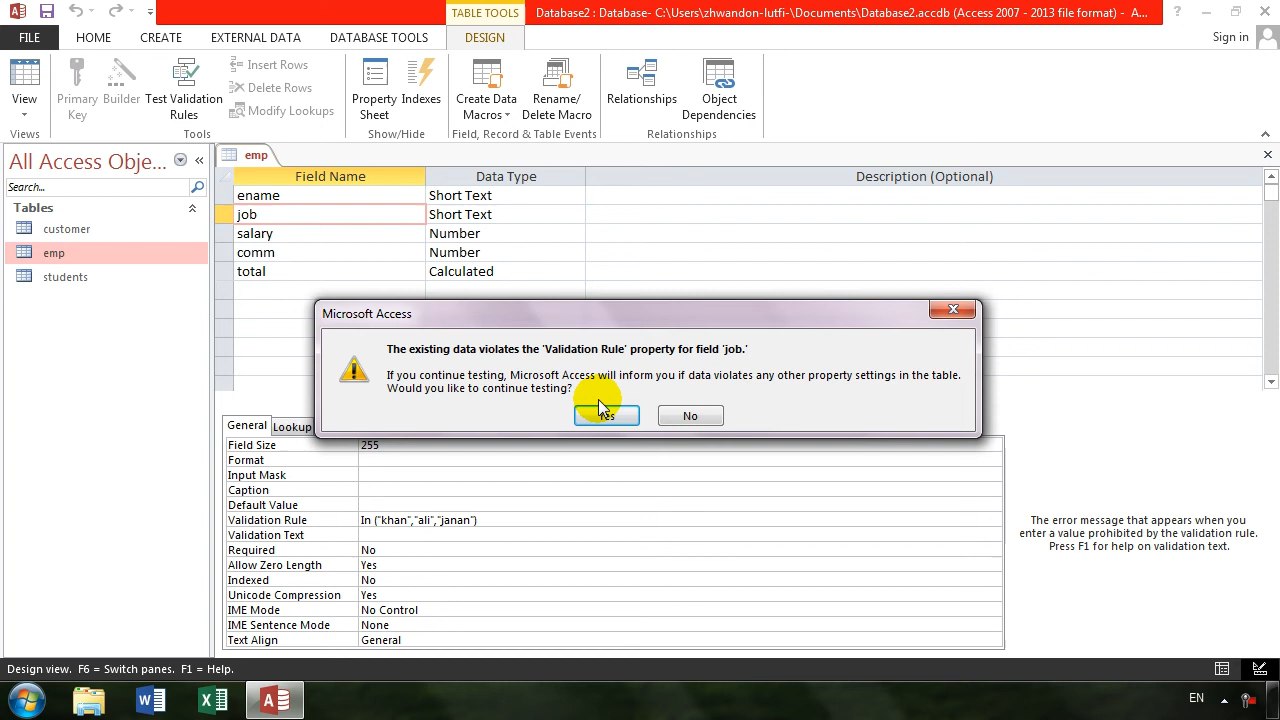 TABLE TOOLS
Database2 : Database- C:\Users\zhwandon-lutfi-\Documents\Database2.accdb (Access 2007 - 2013 file format) - A...
?
FILE HOME CREATE EXTERNAL DATA DATABASE TOOLS DESIGN Sign in
View
Primary Key
Builder
Test Validation Rules
Insert Rows
Delete Rows
Modify Lookups
Property Sheet
Indexes
Create Data Macros
Rename/ Delete Macro
Relationships
Object Dependencies
Views Tools Show/Hide Field, Record & Table Events Relationships
All Access Obje...
Search...
Tables
customer
emp
students
emp
Field Name Data Type Description (Optional)
ename Short Text
job Short Text
salary Number
comm Number
total Calculated
Microsoft Access
The existing data violates the 'Validation Rule' property for field 'job.'
If you continue testing, Microsoft Access will inform you if data violates any other property settings in the table.
Would you like to continue testing?
Yes No
General Lookup
Field Size 255
Format
Input Mask
Caption
Default Value
Validation Rule In ("khan","ali","janan")
Validation Text
Required No
Allow Zero Length Yes
Indexed No
Unicode Compression Yes
IME Mode No Control
IME Sentence Mode None
Text Align General
The error message that appears when you
enter a value prohibited by the validation rule.
Press F1 for help on validation text.
Design view. F6 = Switch panes. F1 = Help.
EN